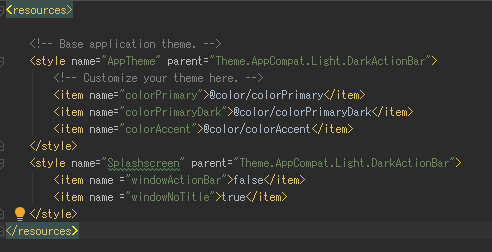 <resources>
<!-- Base application theme. -->
<style name="AppTheme" parent="Theme.AppCompat.Light.DarkActionBar">
<!-- Customize your theme here. -->
<item name="colorPrimary">@color/colorPrimary</item>
<item name="colorPrimaryDark">@color/colorPrimaryDark</item>
<item name="colorAccent">@color/colorAccent</item>
</style>
<style name="Splashscreen" parent="Theme.AppCompat.Light.DarkActionBar">
<item name ="windowActionBar">false</item>
<item name ="windowNoTitle">true</item>
</style>
</resources>